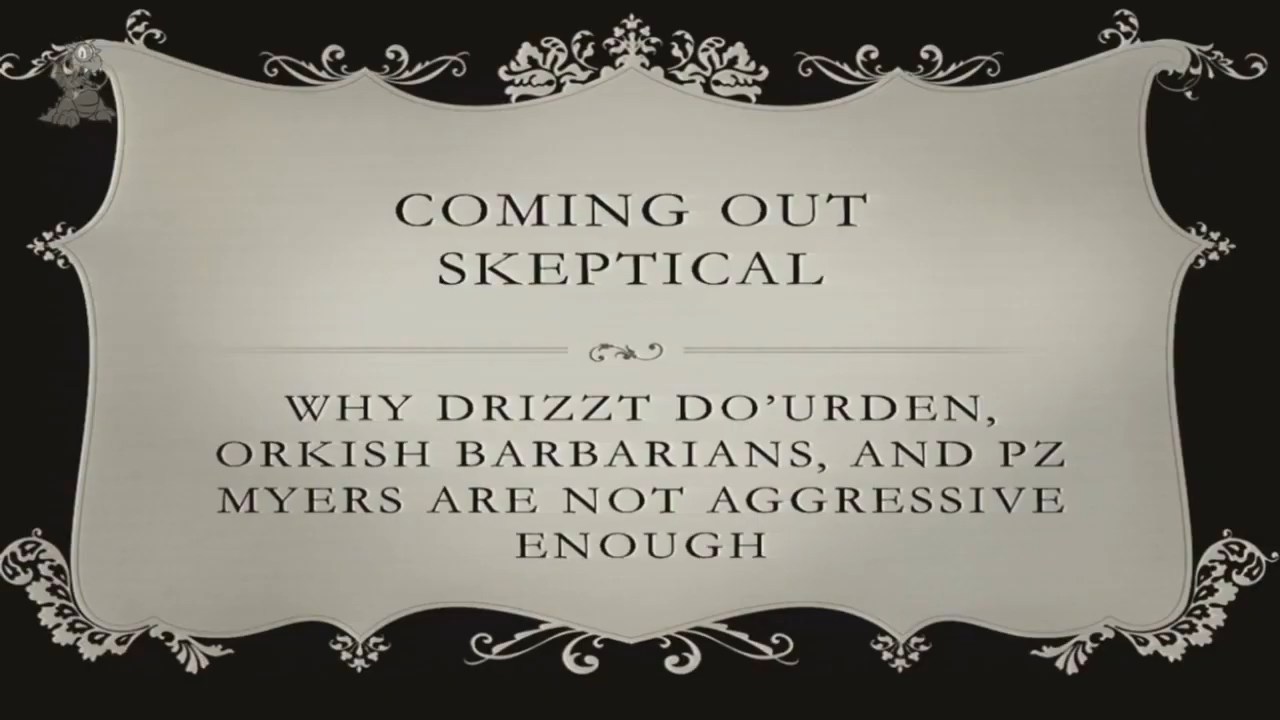 COMING OUT
SKEPTICAL
WHY DRIZZT DO’URDEN,
ORKISH BARBARIANS, AND PZ
MYERS ARE NOT AGGRESSIVE
ENOUGH